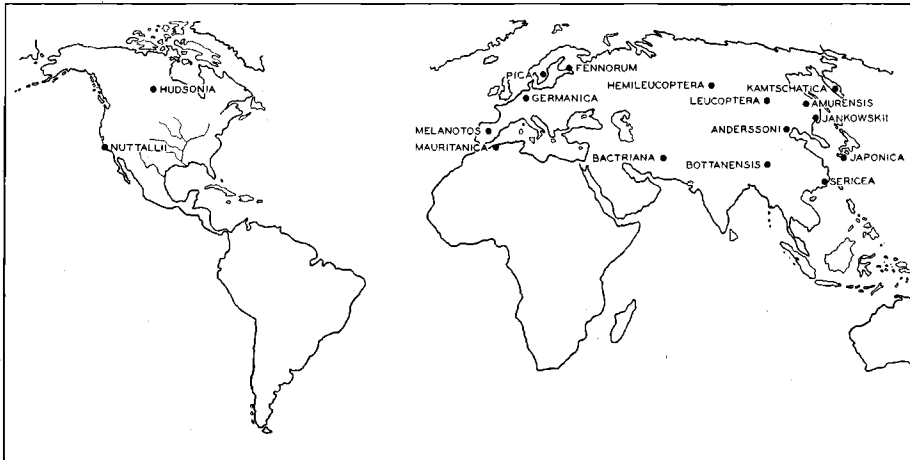 HUDSONIA
NUTTALLII
PICA
FENNORUM
GERMANICA
MELANOTOS
MAURITANICA
HEMILEUCOPTERA
LEUCOPTERA
KAMTSCHATICA
AMURENSIS
JANKOWSKII
ANDERSSONI
BACTRIANA
BOTTANENSIS
JAPONICA
SERICEA